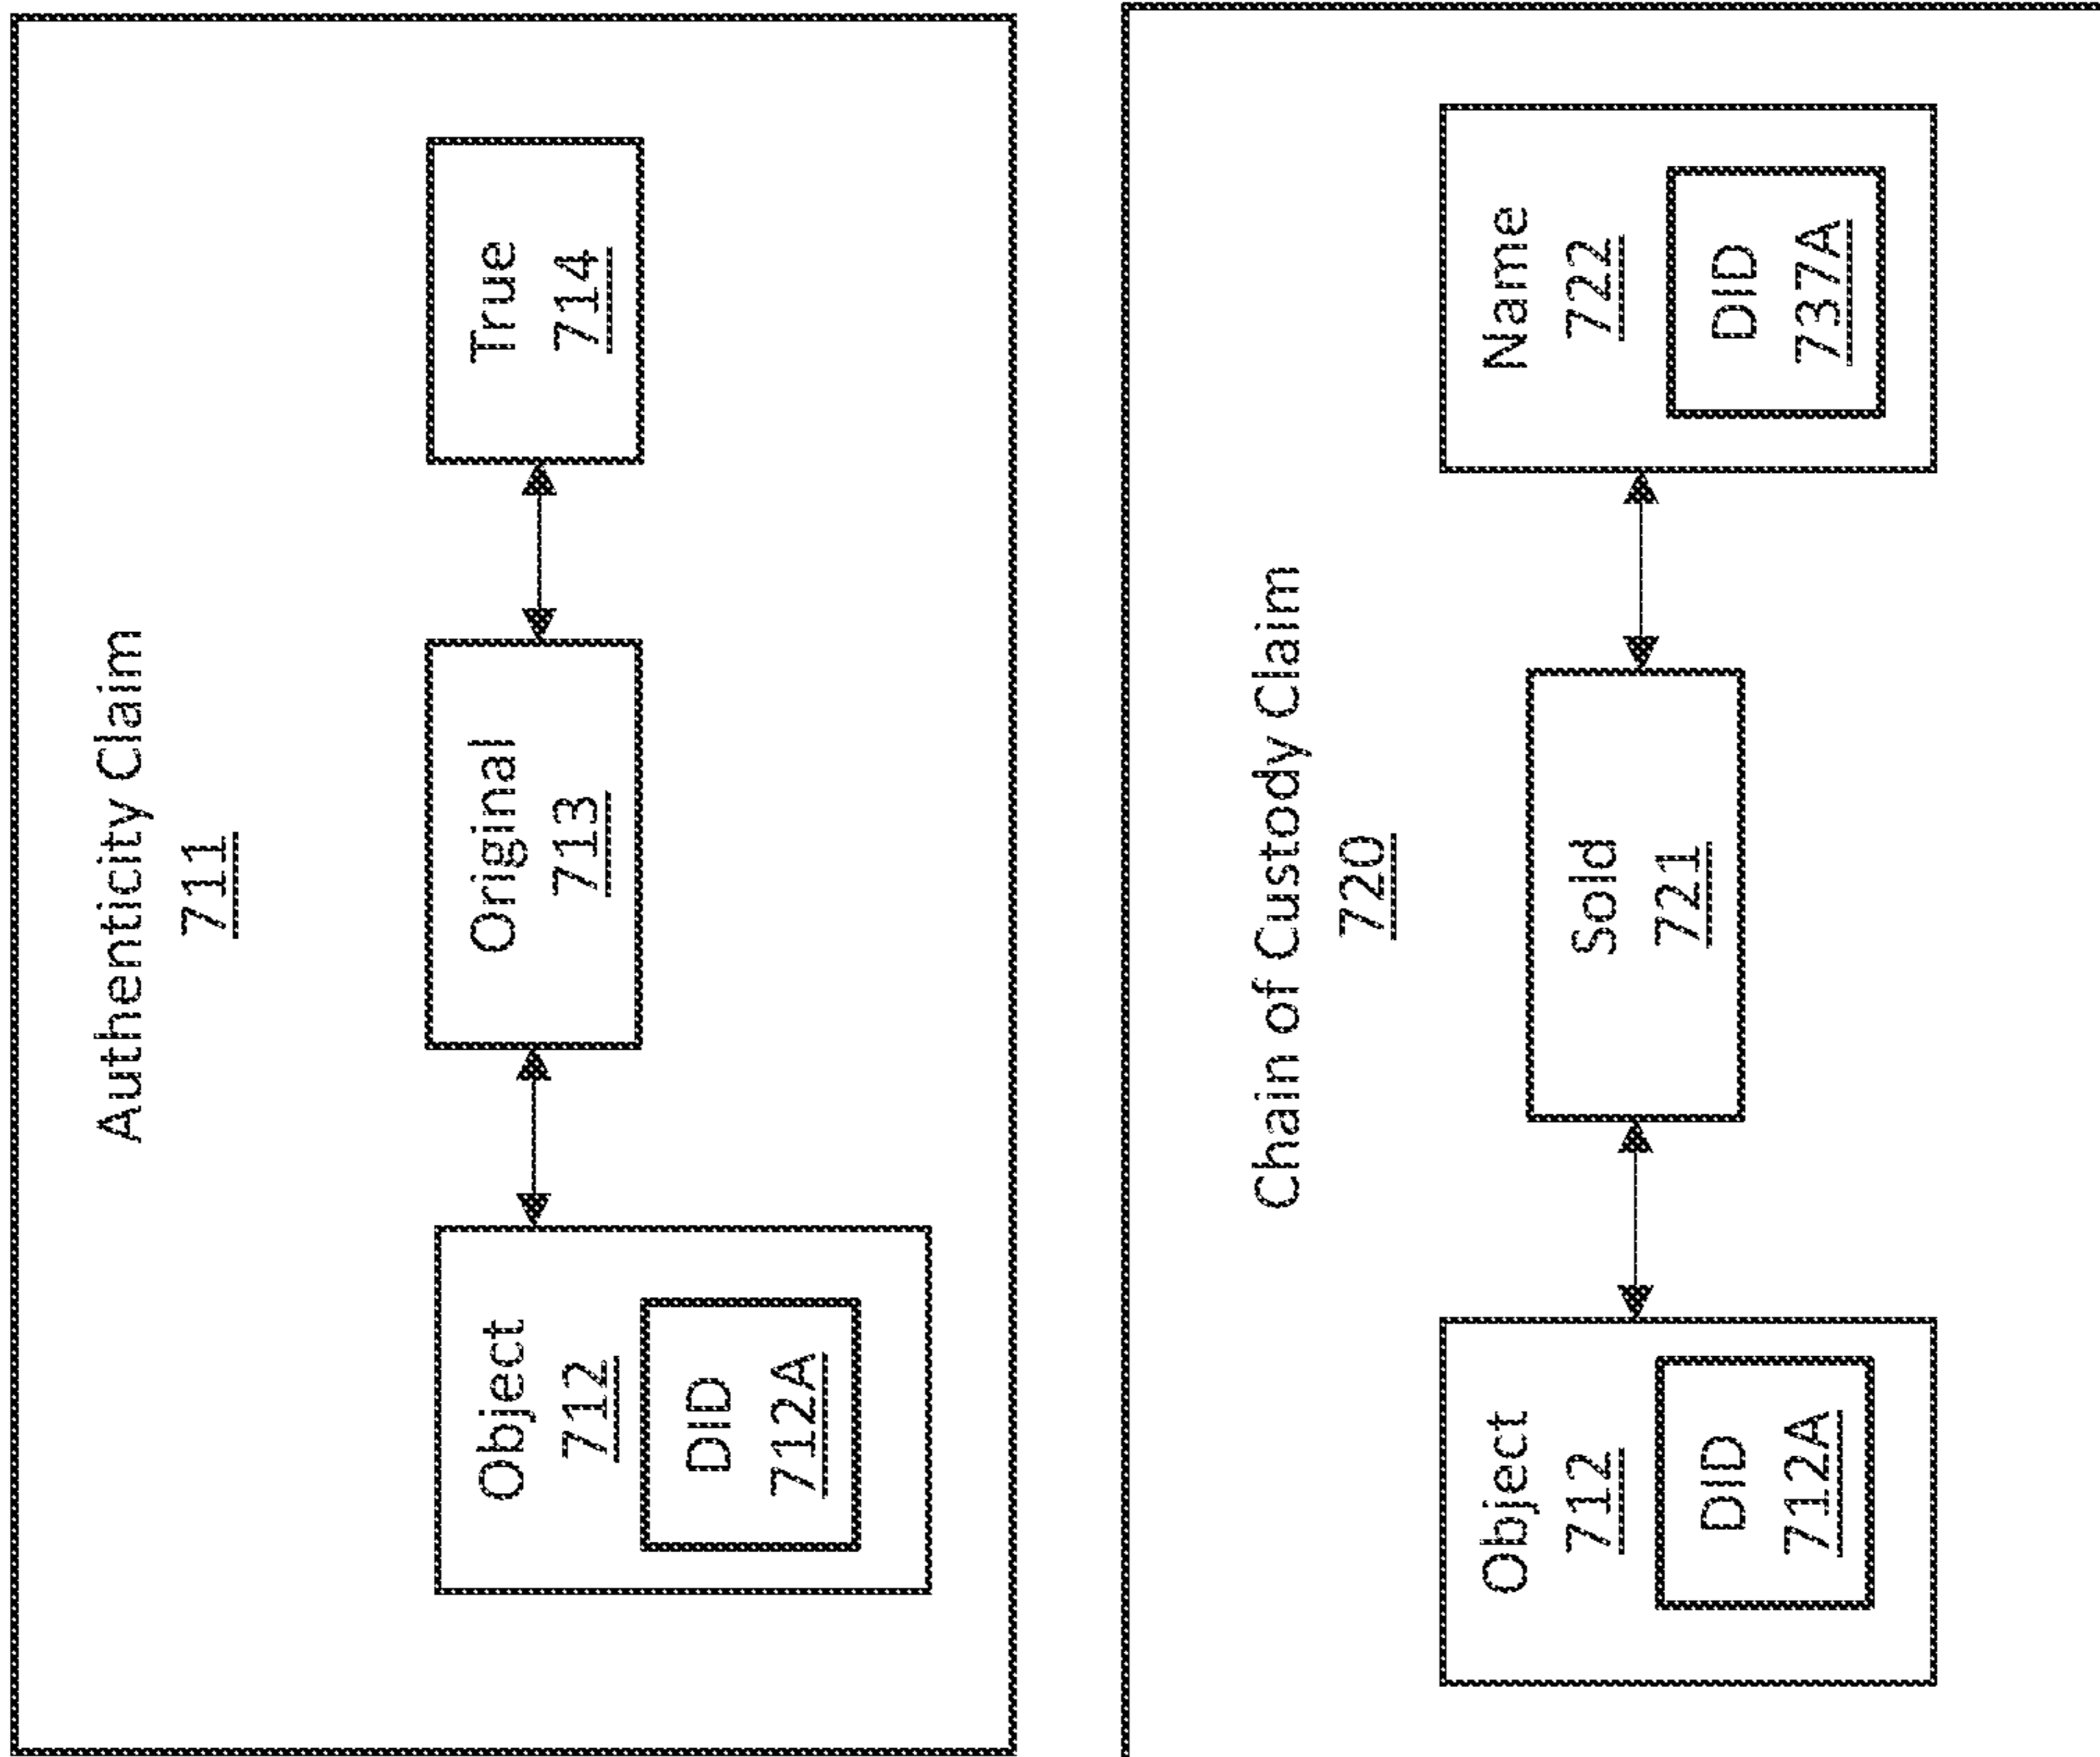 Authenticity Claim
711
Object
712
DID
712A
Original
713
True
714
Chain of Custody Claim
720
Object
712
DID
712A
Sold
721
Name
722
DID
737A